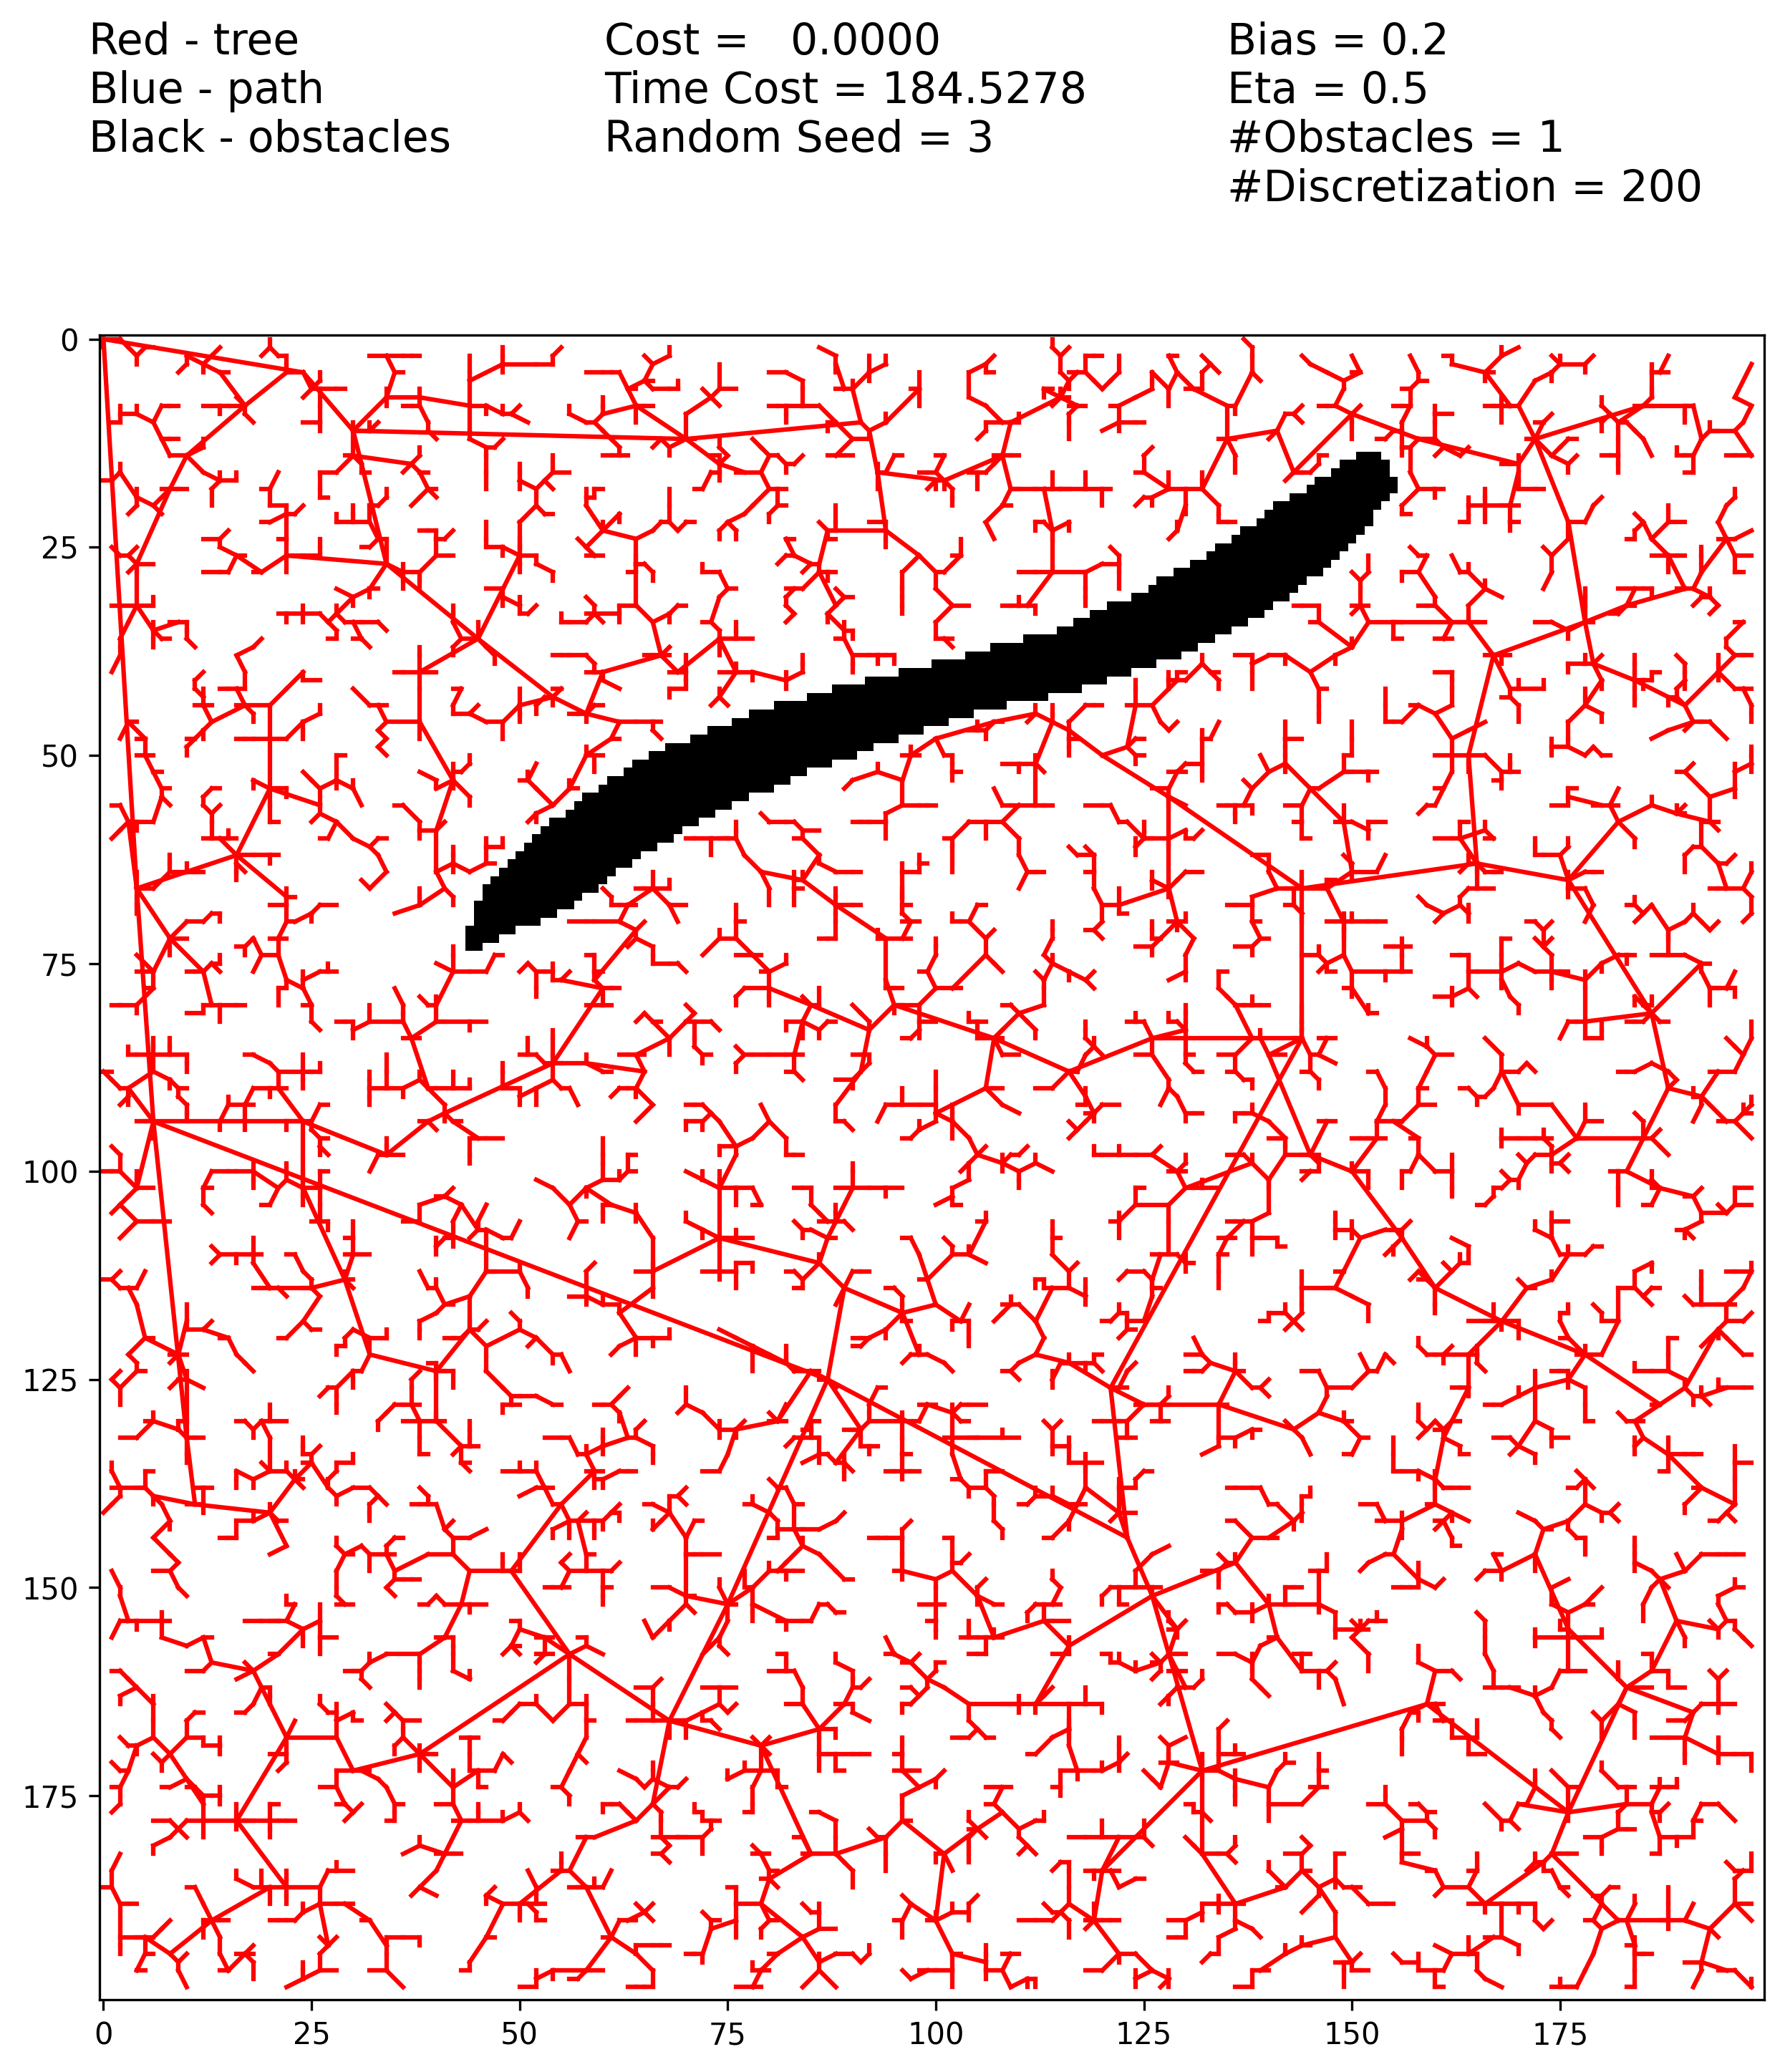 Red - tree
Blue - path
Black - obstacles
Cost =   0.0000
Time Cost = 184.5278
Random Seed = 3
Bias = 0.2
Eta = 0.5
#Obstacles = 1
#Discretization = 200
0
25
50
75
100
125
150
175
0 25 50 75 100 125 150 175